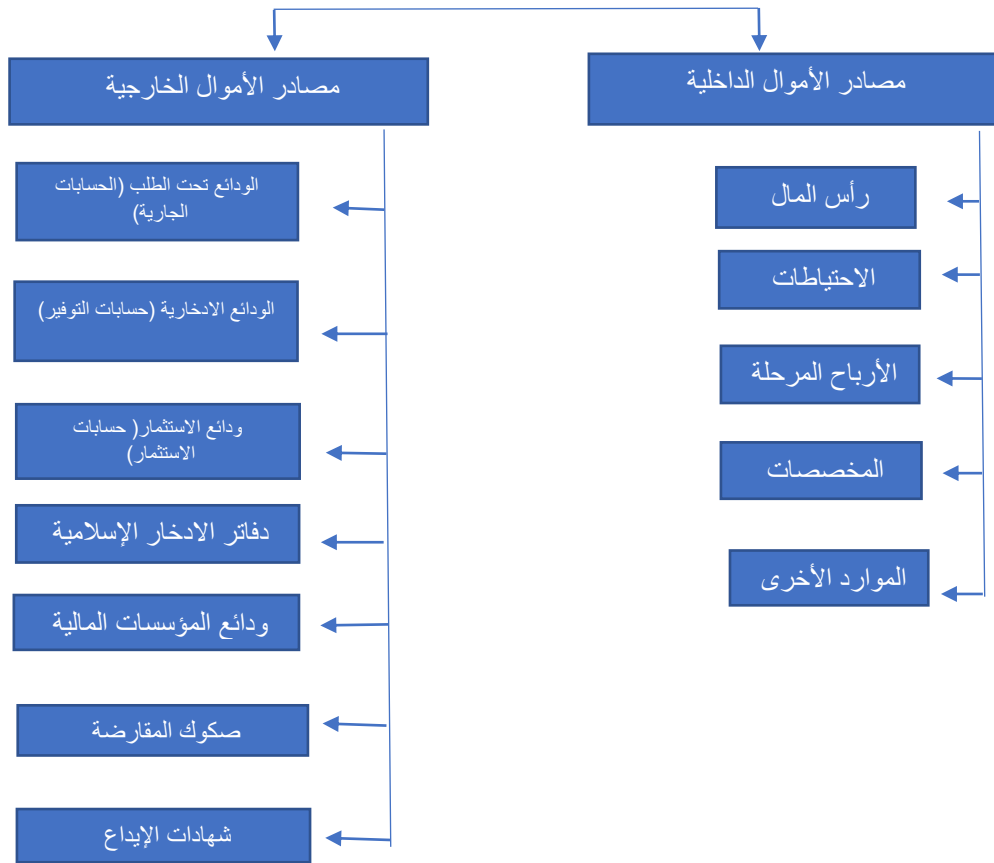 مصادر الأموال الداخلية
رأس المال
الاحتياطات
الأرباح المرحلة
المخصصات
الموارد الأخرى
مصادر الأموال الخارجية
الودائع تحت الطلب (الحسابات
الجارية)
الودائع الادخارية (حسابات التوفير)
ودائع الاستثمار( حسابات
الاستثمار)
دفاتر الادخار الإسلامية
ودائع المؤسسات المالية
صكوك المقارضة
شهادات الإيداع